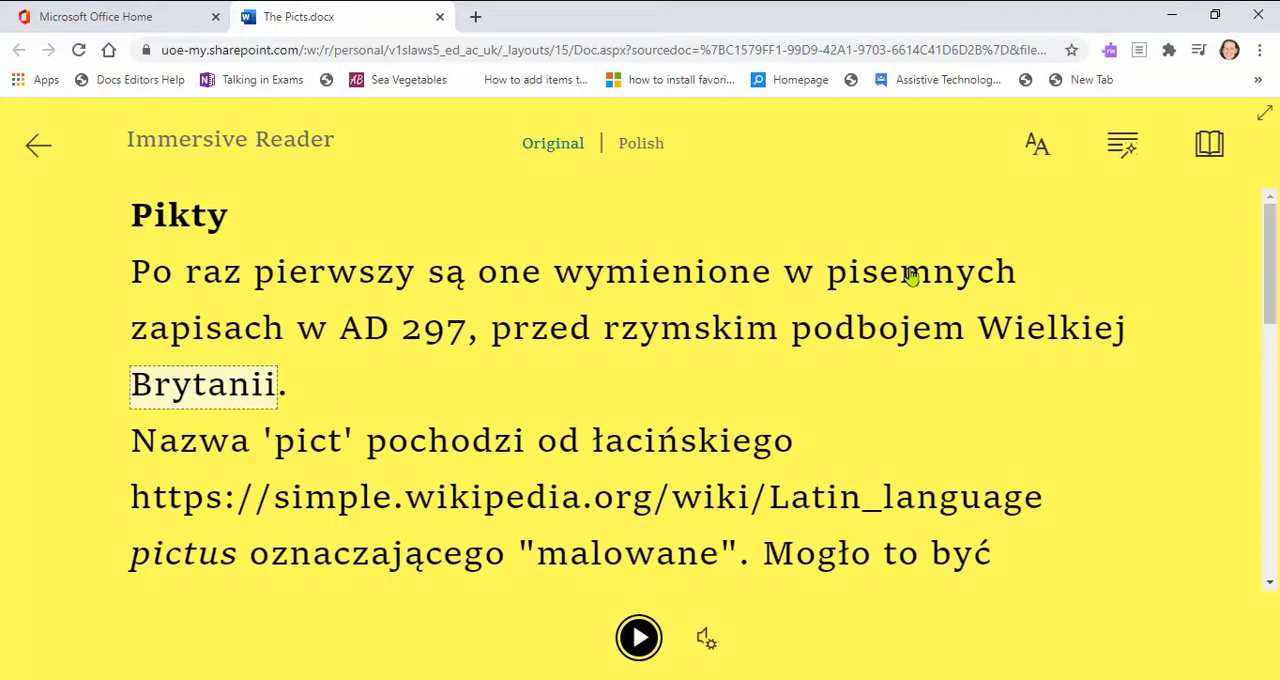 Microsoft Office Home
The Picts.docx
uoe-my.sharepoint.com/:w:/r/personal/v1slaws5_ed_ac_uk/_layouts/15/Doc.aspx?sourcedoc=%7BC1579FF1-99D9-42A1-9703-6614C41D6D2B%7D&file...
Apps
Docs Editors Help
Talking in Exams
Sea Vegetables
How to add items t...
how to install favori...
Homepage
Assistive Technolog...
New Tab
Immersive Reader
Original | Polish
Pikty
Po raz pierwszy są one wymienione w pisemnych
zapisach w AD 297, przed rzymskim podbojem Wielkiej
Brytanii.
Nazwa 'pict' pochodzi od łacińskiego
https://simple.wikipedia.org/wiki/Latin_language
pictus oznaczającego "malowane". Mogło to być